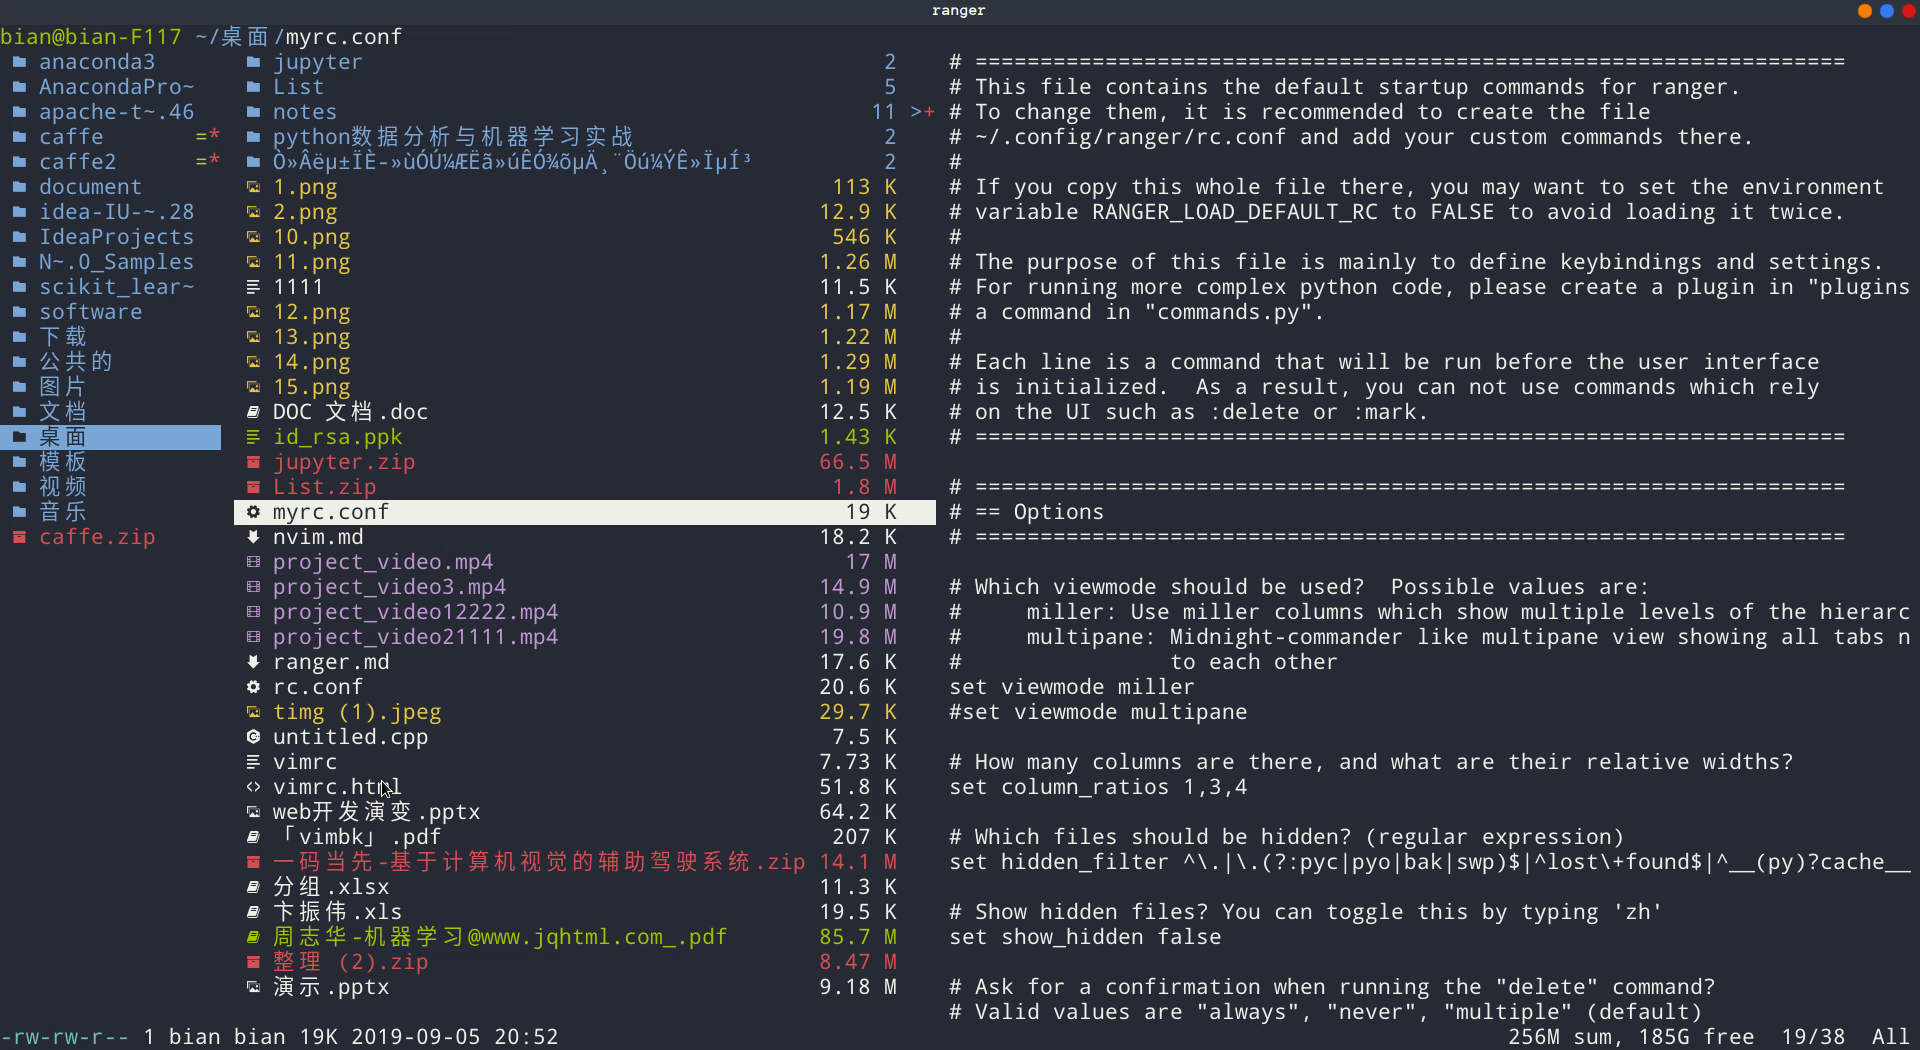 ranger
bian@bian-F117 ~/桌面/myrc.conf
anaconda3 jupyter 2 # ===================================================================
AnacondaPro~ List 5 # This file contains the default startup commands for ranger.
apache-t~.46 notes 11 >+ # To change them, it is recommended to create the file
caffe =* python数据分析与机器学习实战 2 # ~/.config/ranger/rc.conf and add your custom commands there.
caffe2 =* 2 #
document 1.png 113 K # If you copy this whole file there, you may want to set the environment
idea-IU-~.28 2.png 12.9 K # variable RANGER_LOAD_DEFAULT_RC to FALSE to avoid loading it twice.
IdeaProjects 10.png 546 K #
N~.0_Samples 11.png 1.26 M # The purpose of this file is mainly to define keybindings and settings.
scikit_lear~ 1111 11.5 K # For running more complex python code, please create a plugin in "plugins
software 12.png 1.17 M # a command in "commands.py".
下载 13.png 1.22 M #
公共的 14.png 1.29 M # Each line is a command that will be run before the user interface
图片 15.png 1.19 M # is initialized.  As a result, you can not use commands which rely
文档 DOC 文档.doc 12.5 K # on the UI such as :delete or :mark.
桌面 id_rsa.ppk 1.43 K # ===================================================================
模板 jupyter.zip 66.5 M
视频 List.zip 1.8 M # ===================================================================
音乐 myrc.conf 19 K # == Options
caffe.zip nvim.md 18.2 K # ===================================================================
project_video.mp4 17 M
project_video3.mp4 14.9 M # Which viewmode should be used?  Possible values are:
project_video12222.mp4 10.9 M #     miller: Use miller columns which show multiple levels of the hierarc
project_video21111.mp4 19.8 M #     multipane: Midnight-commander like multipane view showing all tabs n
ranger.md 17.6 K #                to each other
rc.conf 20.6 K set viewmode miller
timg (1).jpeg 29.7 K #set viewmode multipane
untitled.cpp 7.5 K
vimrc 7.73 K # How many columns are there, and what are their relative widths?
vimrc.html 51.8 K set column_ratios 1,3,4
web开发演变.pptx 64.2 K
「vimbk」.pdf 207 K # Which files should be hidden? (regular expression)
一码当先-基于计算机视觉的辅助驾驶系统.zip 14.1 M set hidden_filter ^\.|\.(?:pyc|pyo|bak|swp)$|^lost\+found$|^__(py)?cache__
分组.xlsx 11.3 K
卞振伟.xls 19.5 K # Show hidden files? You can toggle this by typing 'zh'
周志华-机器学习@www.jqhtml.com_.pdf 85.7 M set show_hidden false
整理 (2).zip 8.47 M
演示.pptx 9.18 M # Ask for a confirmation when running the "delete" command?
# Valid values are "always", "never", "multiple" (default)
-rw-rw-r-- 1 bian bian 19K 2019-09-05 20:52 256M sum, 185G free  19/38  All